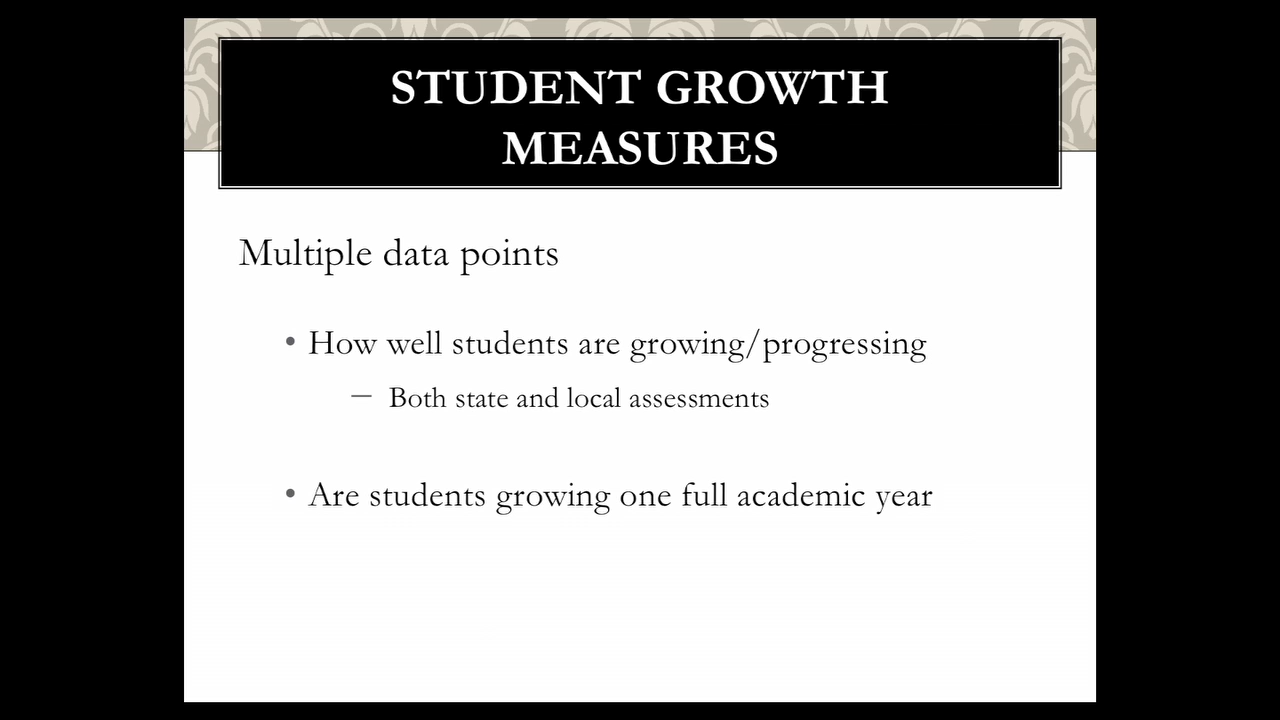 STUDENT GROWTH
MEASURES
Multiple data points
• How well students are growing/progressing
– Both state and local assessments
• Are students growing one full academic year